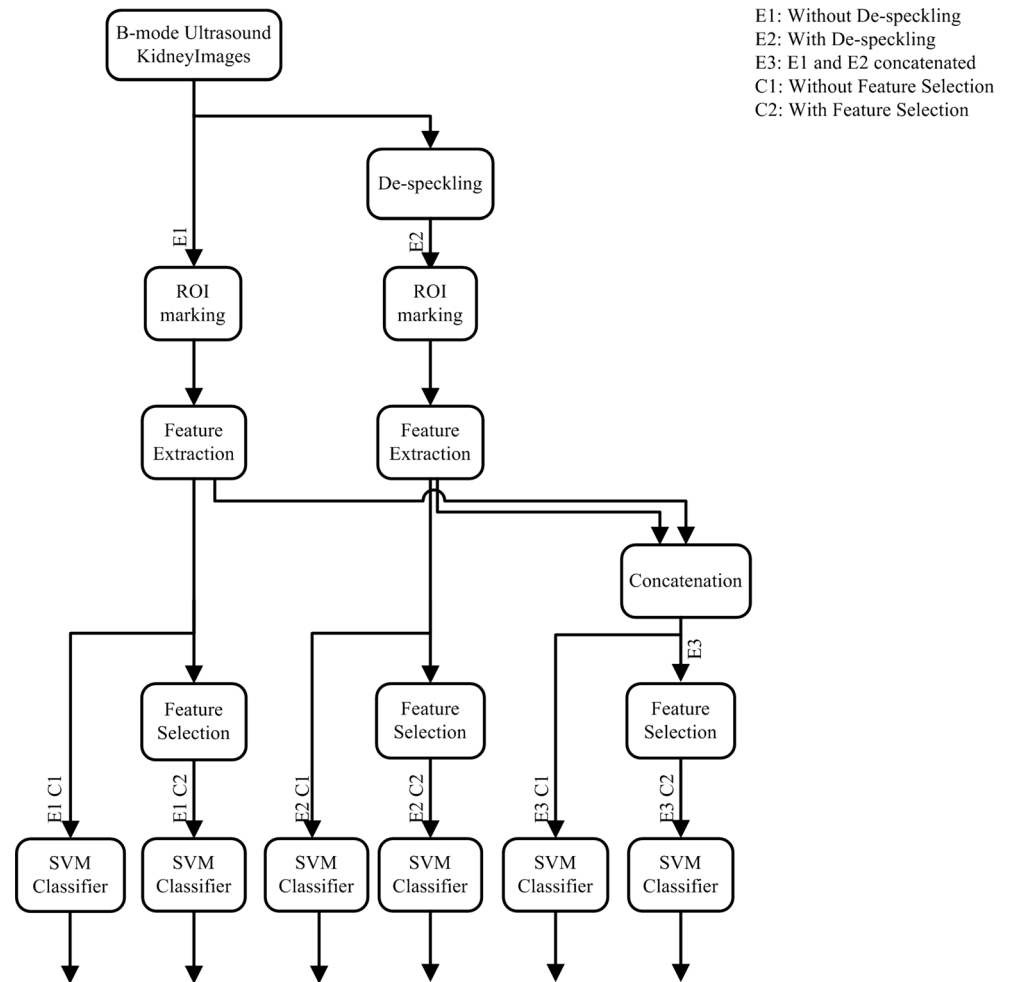 B-mode Ultrasound
KidneyImages
E1: Without De-speckling
E2: With De-speckling
E3: E1 and E2 concatenated
C1: Without Feature Selection
C2: With Feature Selection
De-speckling
E1
E2
ROI
marking
ROI
marking
Feature
Extraction
Feature
Extraction
Concatenation
E3
Feature
Selection
Feature
Selection
Feature
Selection
E1 C1
E1 C2
E2 C1
E2 C2
E3 C1
E3 C2
SVM
Classifier
SVM
Classifier
SVM
Classifier
SVM
Classifier
SVM
Classifier
SVM
Classifier